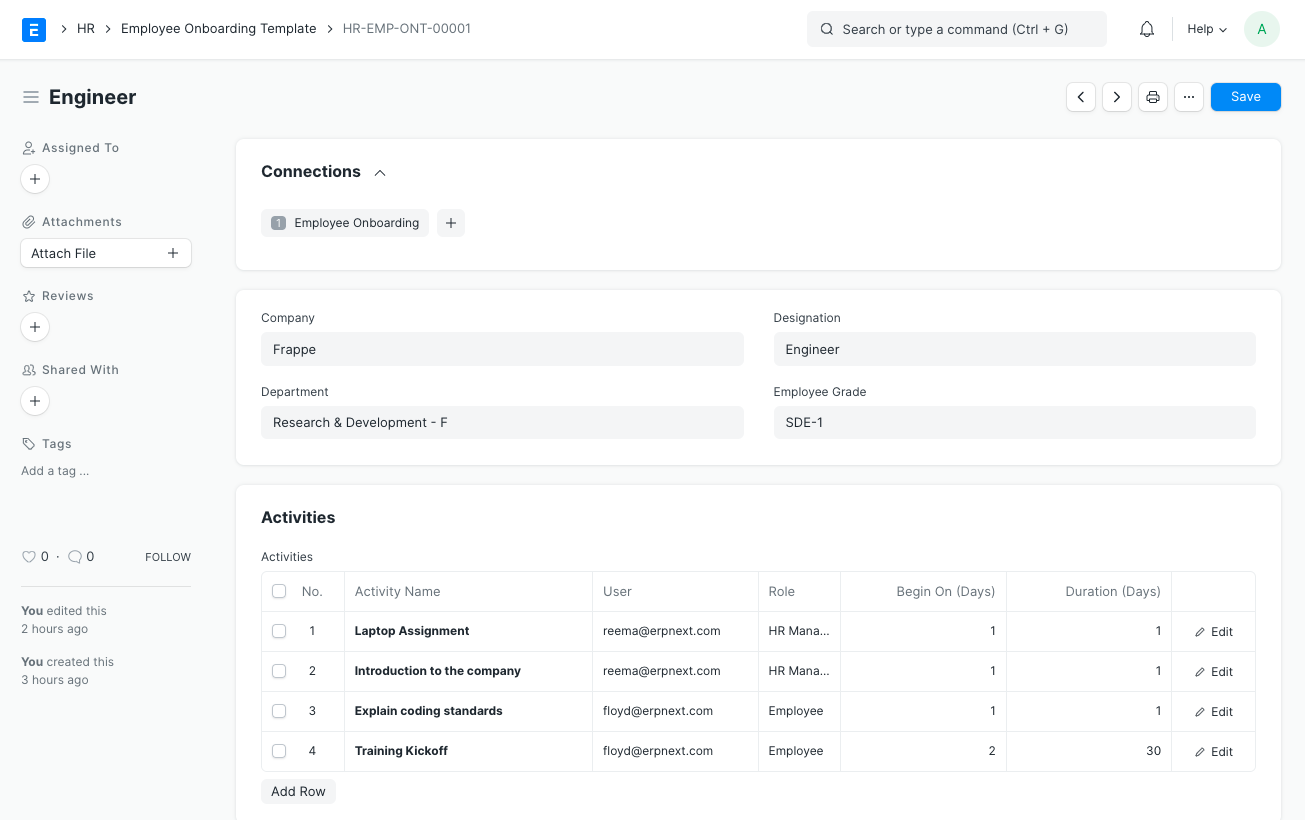 E HR Employee Onboarding Template HR-EMP-ONT-00001 Search or type a command (Ctrl + G) Help A
Engineer Save
Assigned To
Attachments
Attach File
Reviews
Shared With
Tags
Add a tag ...
0 · 0 FOLLOW
You edited this
2 hours ago
You created this
3 hours ago
Connections
1 Employee Onboarding
Company Designation
Frappe Engineer
Department Employee Grade
Research & Development - F SDE-1
Activities
Activities
No. Activity Name User Role Begin On (Days) Duration (Days)
1 Laptop Assignment reema@erpnext.com HR Mana... 1 1 Edit
2 Introduction to the company reema@erpnext.com HR Mana... 1 1 Edit
3 Explain coding standards floyd@erpnext.com Employee 1 1 Edit
4 Training Kickoff floyd@erpnext.com Employee 2 30 Edit
Add Row